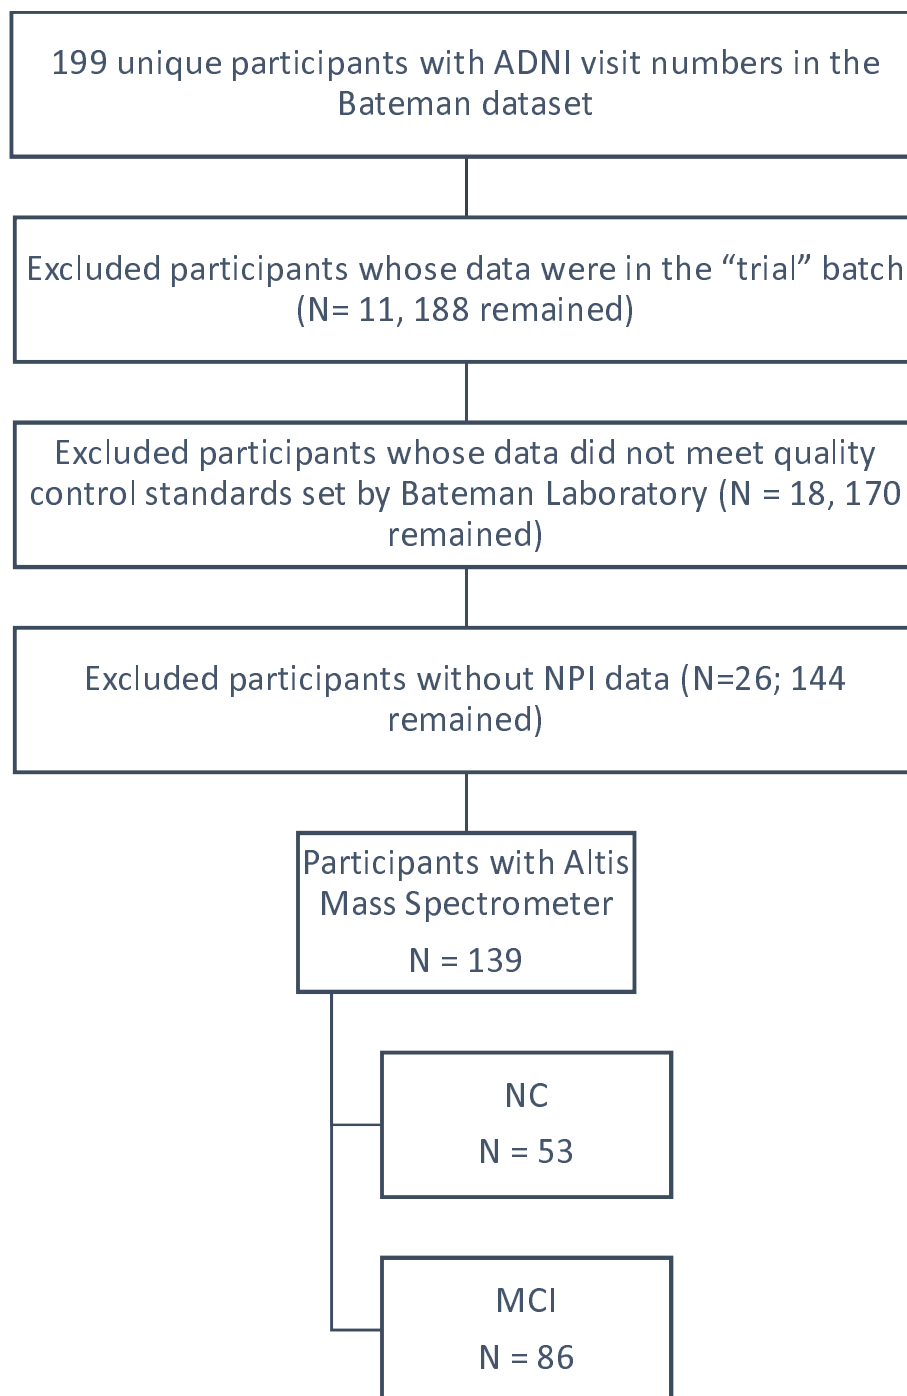 199 unique participants with ADNI visit numbers in the
Bateman dataset
Excluded participants whose data were in the “trial” batch
(N= 11, 188 remained)
Excluded participants whose data did not meet quality
control standards set by Bateman Laboratory (N = 18, 170
remained)
Excluded participants without NPI data (N=26; 144
remained)
Participants with Altis
Mass Spectrometer
N = 139
NC
N = 53
MCI
N = 86